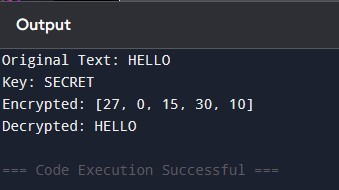 Output
Original Text: HELLO
Key: SECRET
Encrypted: [27, 0, 15, 30, 10]
Decrypted: HELLO
=== Code Execution Successful ===